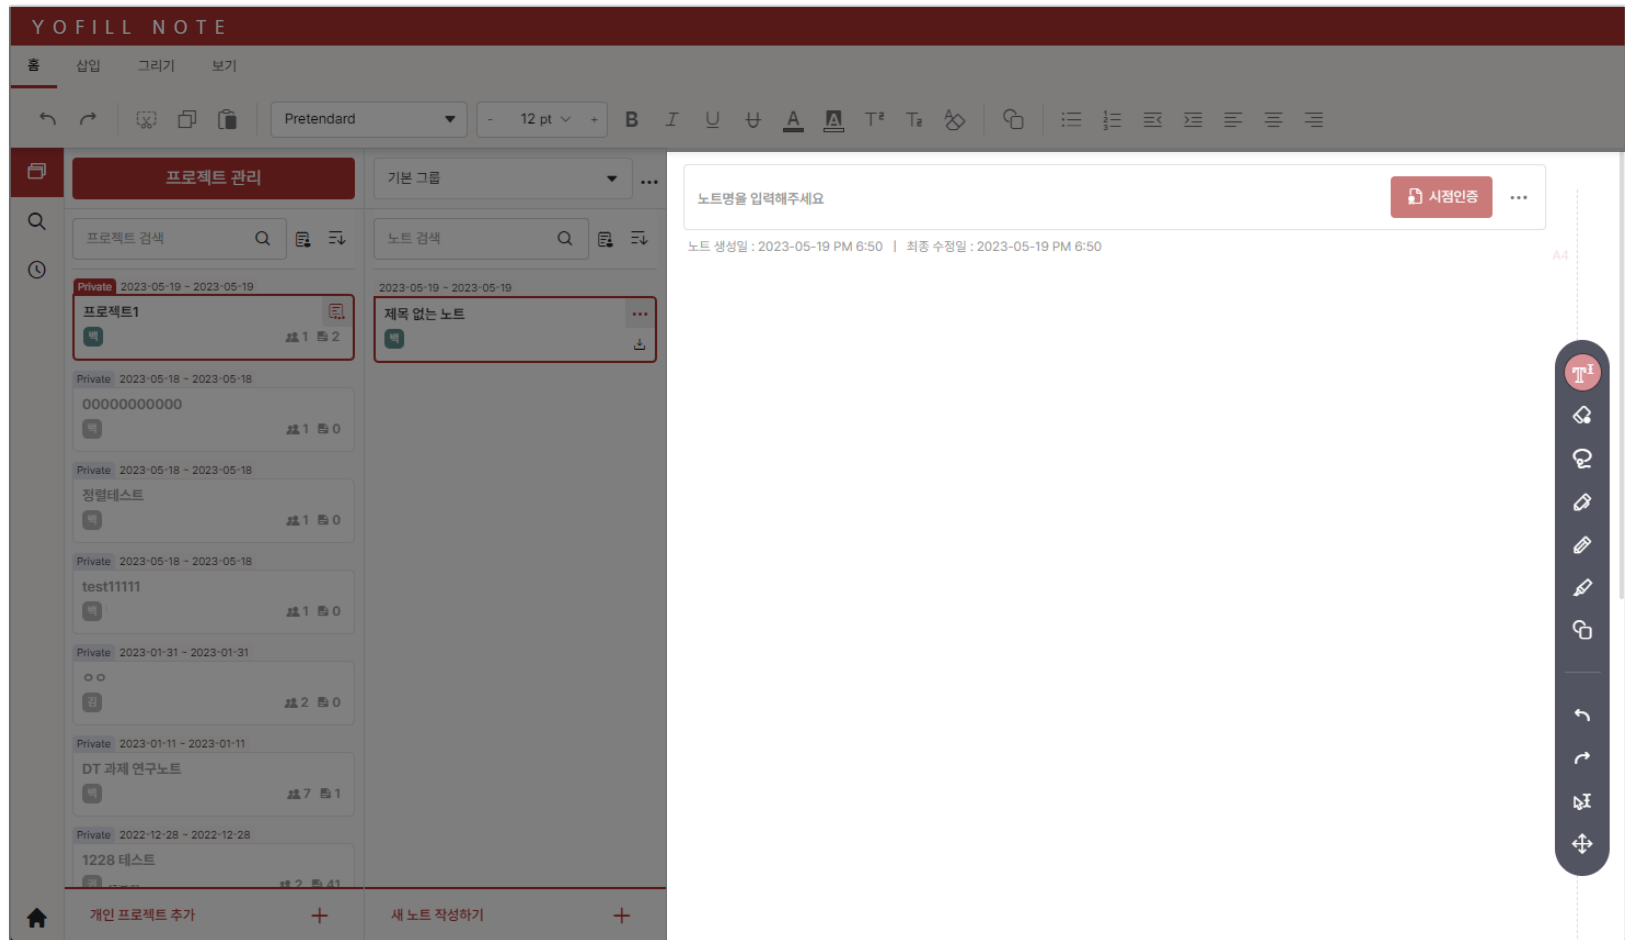 YOFILL NOTE
홈 삽입 그리기 보기
Pretendard - 12 pt + B I U A A
프로젝트 관리
프로젝트 검색
Private 2023-05-19 ~ 2023-05-19
프로젝트1
백 1 2
Private 2023-05-18 ~ 2023-05-18
00000000000
백 1 0
Private 2023-05-18 ~ 2023-05-18
정렬테스트
백 1 0
Private 2023-05-18 ~ 2023-05-18
test11111
백 1 0
Private 2023-01-31 ~ 2023-01-31
ㅇㅇ
김 2 0
Private 2023-01-11 ~ 2023-01-11
DT 과제 연구노트
백 7 1
Private 2022-12-28 ~ 2022-12-28
1228 테스트
2 41
개인 프로젝트 추가 +
기본 그룹
노트 검색
2023-05-19 ~ 2023-05-19
제목 없는 노트
백
새 노트 작성하기 +
노트명을 입력해주세요
시점인증
노트 생성일 : 2023-05-19 PM 6:50 | 최종 수정일 : 2023-05-19 PM 6:50
A4